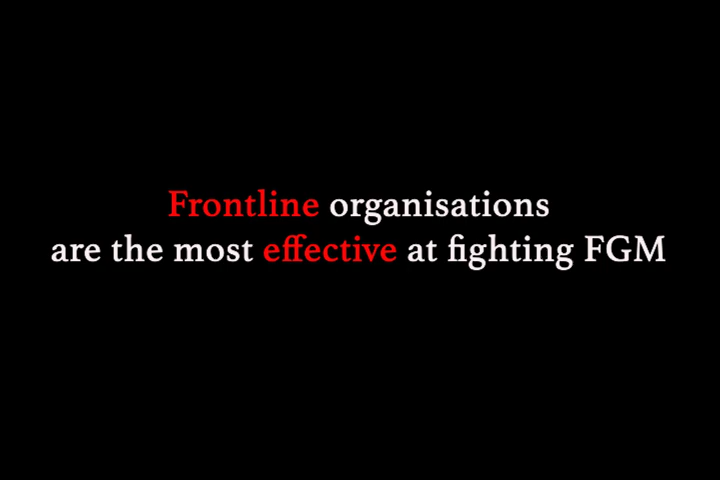 Frontline organisations
are the most effective at fighting FGM